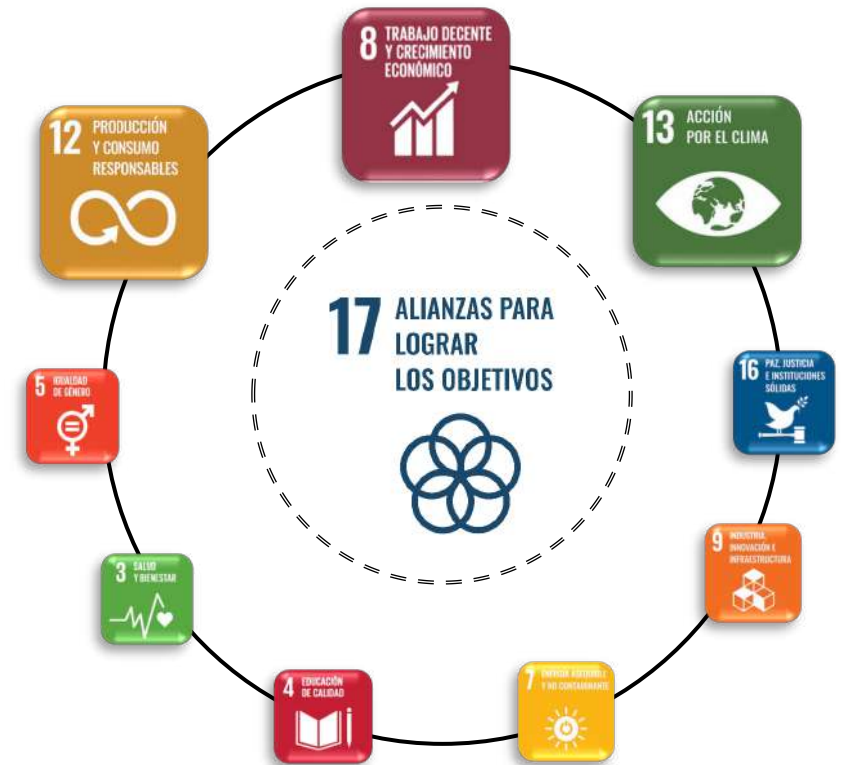 8 TRABAJO DECENTE
Y CRECIMIENTO
ECONÓMICO
12 PRODUCCIÓN
Y CONSUMO
RESPONSABLES
13 ACCIÓN
POR EL CLIMA
17 ALIANZAS PARA
LOGRAR
LOS OBJETIVOS
5 IGUALDAD
DE GÉNERO
16 PAZ, JUSTICIA
E INSTITUCIONES
SÓLIDAS
3 SALUD
Y BIENESTAR
9 INDUSTRIA,
INNOVACIÓN E
INFRAESTRUCTURA
4 EDUCACIÓN
DE CALIDAD
7 ENERGÍA ASEQUIBLE
Y NO CONTAMINANTE